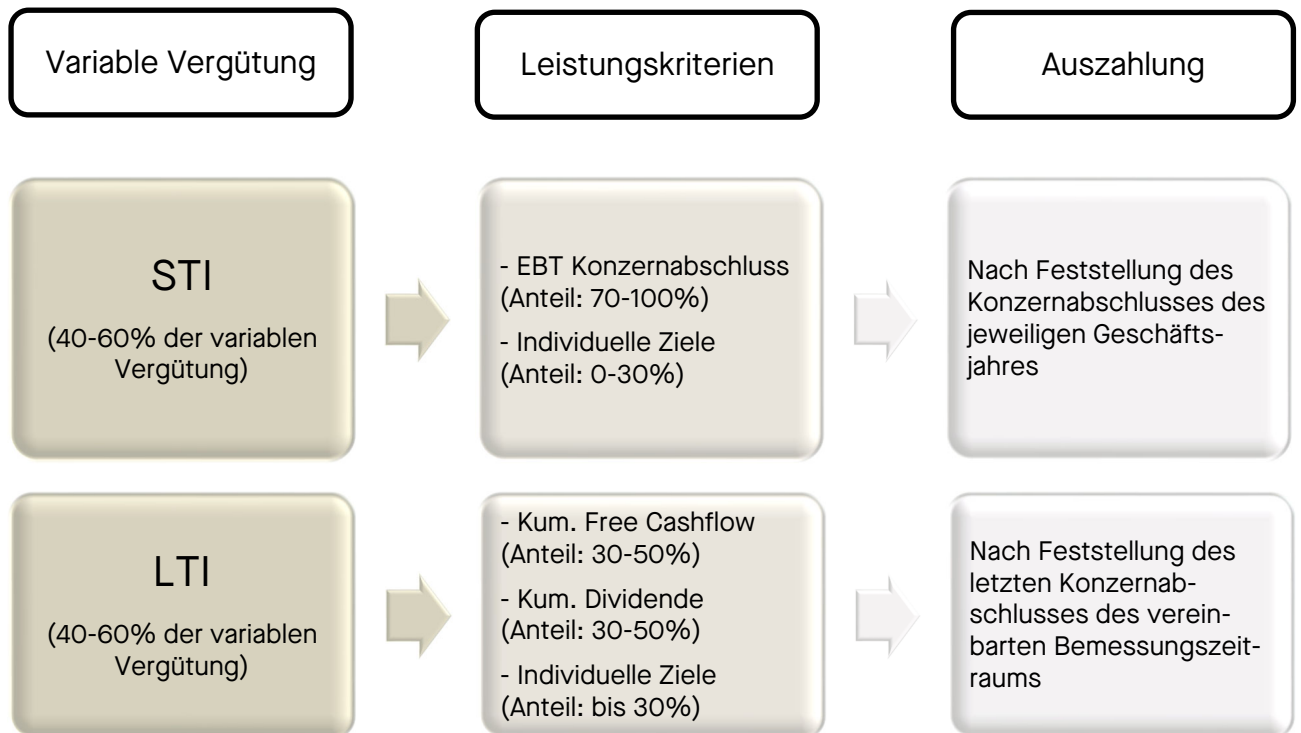 Variable Vergütung
Leistungskriterien
Auszahlung
STI
(40-60% der variablen
Vergütung)
- EBT Konzernabschluss
(Anteil: 70-100%)
- Individuelle Ziele
(Anteil: 0-30%)
Nach Feststellung des
Konzernabschlusses des
jeweiligen Geschäfts-
jahres
LTI
(40-60% der variablen
Vergütung)
- Kum. Free Cashflow
(Anteil: 30-50%)
- Kum. Dividende
(Anteil: 30-50%)
- Individuelle Ziele
(Anteil: bis 30%)
Nach Feststellung des
letzten Konzernab-
schlusses des verein-
barten Bemessungszeit-
raums